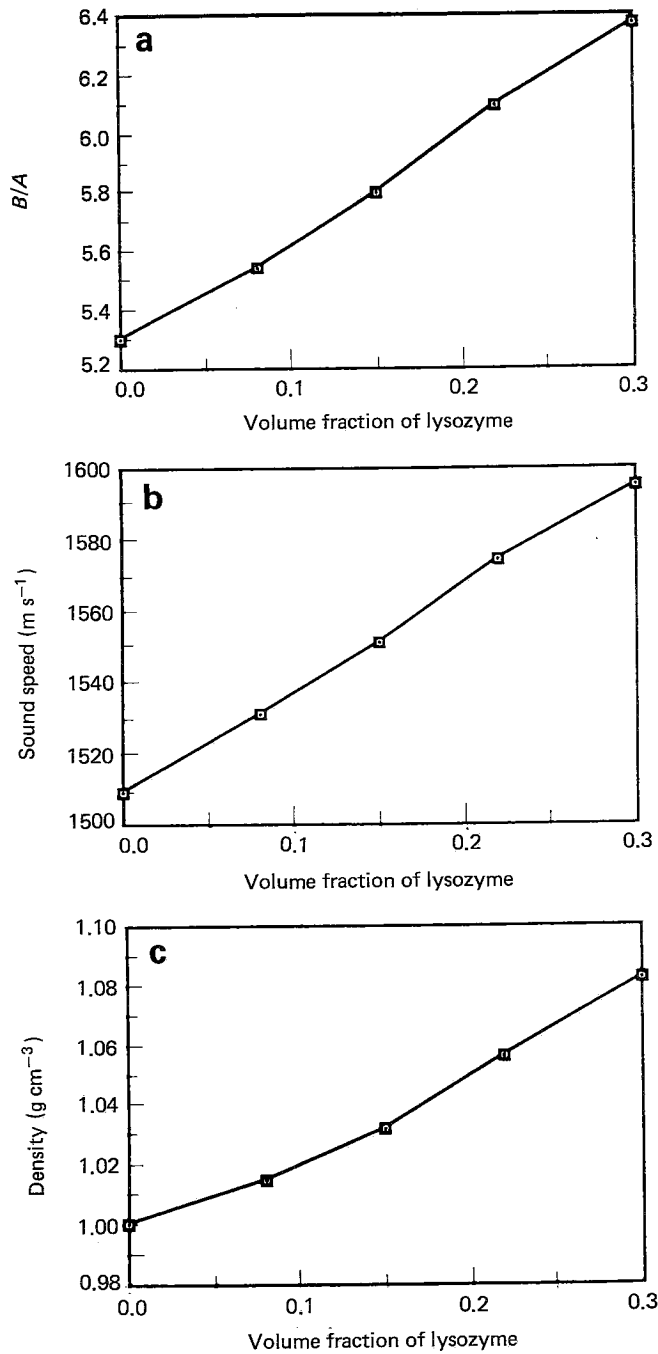 a
6.4
6.2
6.0
5.8
5.6
5.4
5.2
B/A
0.0 0.1 0.2 0.3
Volume fraction of lysozyme
b
1600
1580
1560
1540
1520
1500
Sound speed (m s⁻¹)
0.0 0.1 0.2 0.3
Volume fraction of lysozyme
c
1.10
1.08
1.06
1.04
1.02
1.00
0.98
Density (g cm⁻³)
0.0 0.1 0.2 0.3
Volume fraction of lysozyme